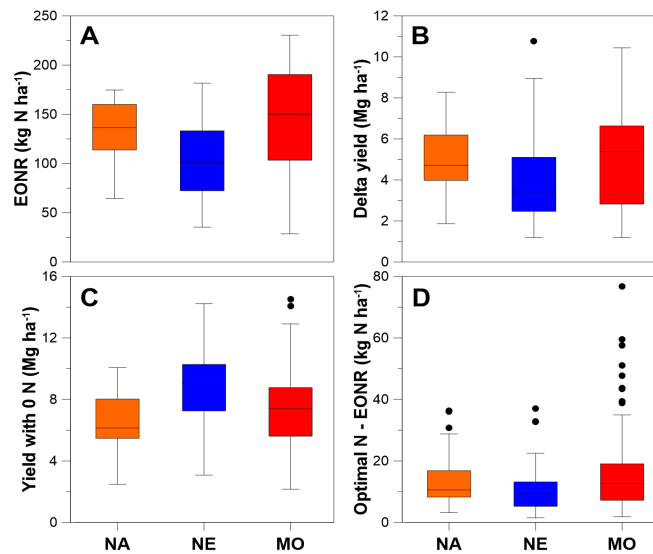 A
EONR (kg N ha-1)
250
200
150
100
50
0
B
Delta yield (Mg ha-1)
12
10
8
6
4
2
0
C
Yield with 0 N (Mg ha-1)
16
12
8
4
0
NA NE MO
D
Optimal N - EONR (kg N ha-1)
80
60
40
20
0
NA NE MO